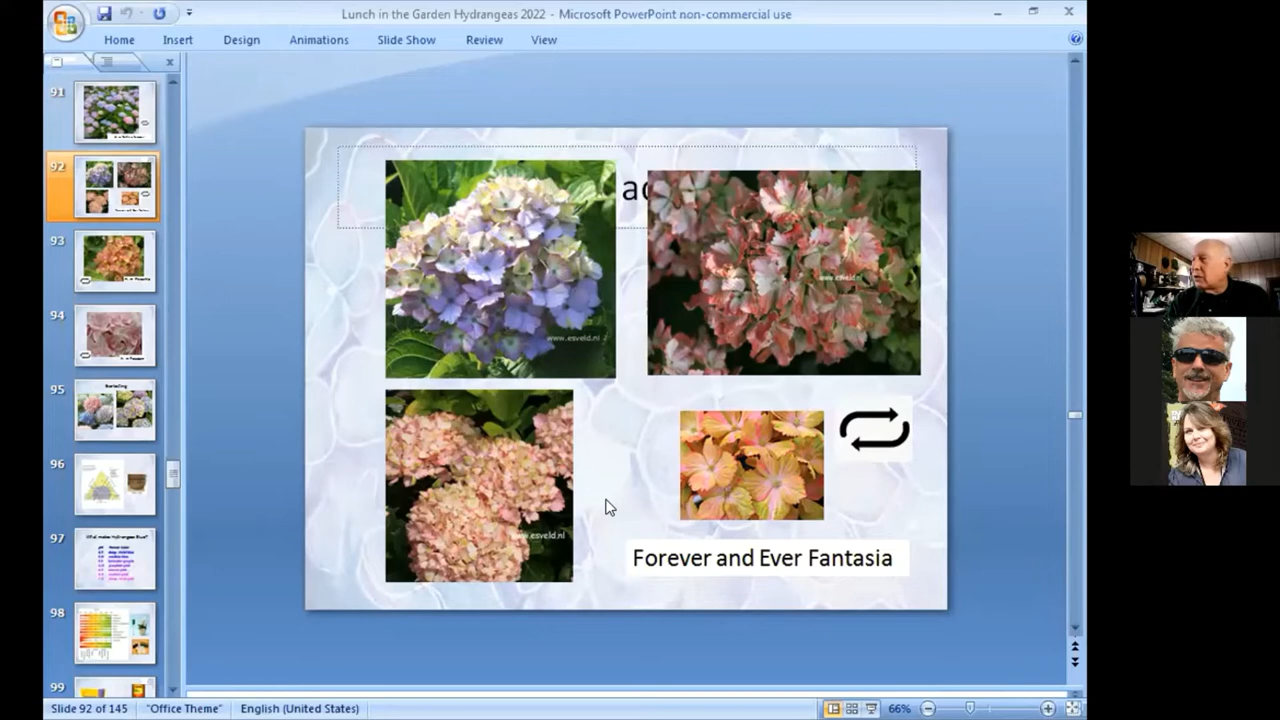 Lunch in the Garden Hydrangeas 2022 - Microsoft PowerPoint non-commercial use
Home Insert Design Animations Slide Show Review View
91
92
93
94
95
96
97
98
99
www.esveld.nl
www.esveld.nl
www.esveld.nl
Forever and Ever Fantasia
Slide 92 of 145 "Office Theme" English (United States) 66%